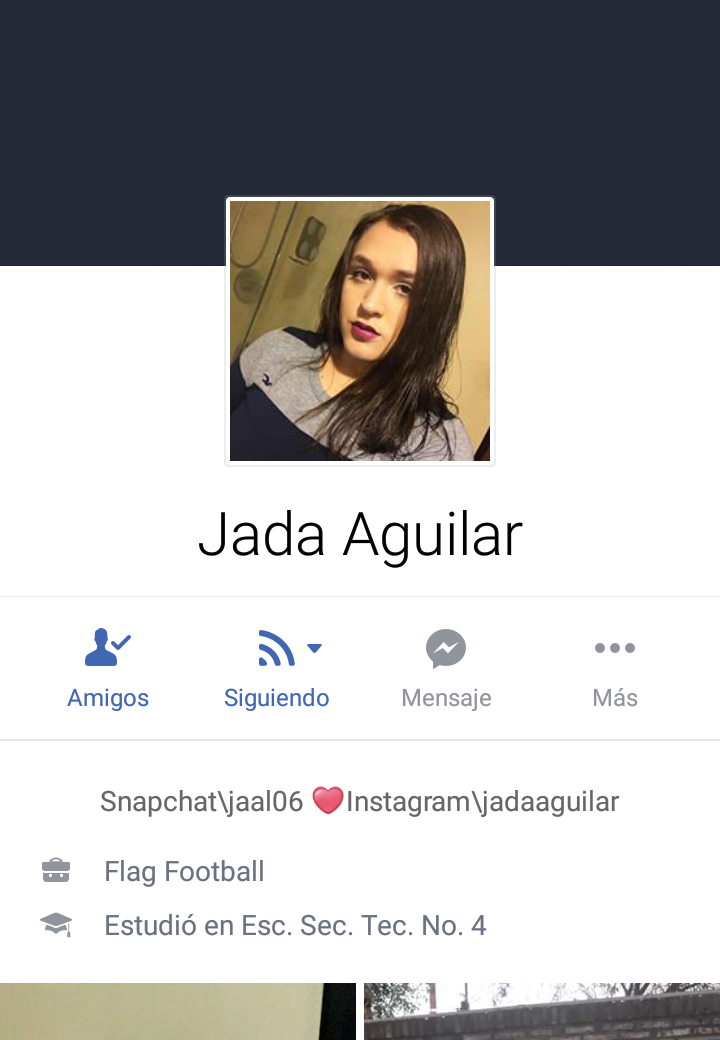 Jada Aguilar
Amigos
Siguiendo
Mensaje
Más
Snapchat\jaal06 ❤️Instagram\jadaaguilar
Flag Football
Estudió en Esc. Sec. Tec. No. 4